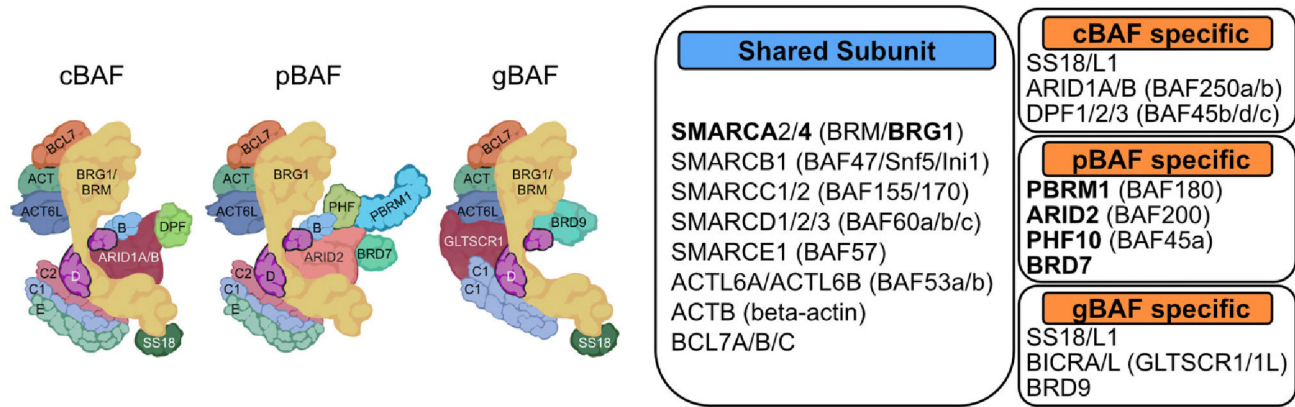 cBAF
BCL7
ACT
BRG1/
BRM
ACT6L
B
DPF
ARID1A/B
D
C2
C1
E
SS18
pBAF
BCL7
ACT
BRG1
ACT6L
PHF
PBRM1
B
ARID2
BRD7
D
C2
C1
E
gBAF
BCL7
ACT
BRG1/
BRM
ACT6L
BRD9
GLTSCR1
C1
D
C1
SS18
Shared Subunit
SMARCA2/4 (BRM/BRG1)
SMARCB1 (BAF47/Snf5/Ini1)
SMARCC1/2 (BAF155/170)
SMARCD1/2/3 (BAF60a/b/c)
SMARCE1 (BAF57)
ACTL6A/ACTL6B (BAF53a/b)
ACTB (beta-actin)
BCL7A/B/C
cBAF specific
SS18/L1
ARID1A/B (BAF250a/b)
DPF1/2/3 (BAF45b/d/c)
pBAF specific
PBRM1 (BAF180)
ARID2 (BAF200)
PHF10 (BAF45a)
BRD7
gBAF specific
SS18/L1
BICRA/L (GLTSCR1/1L)
BRD9